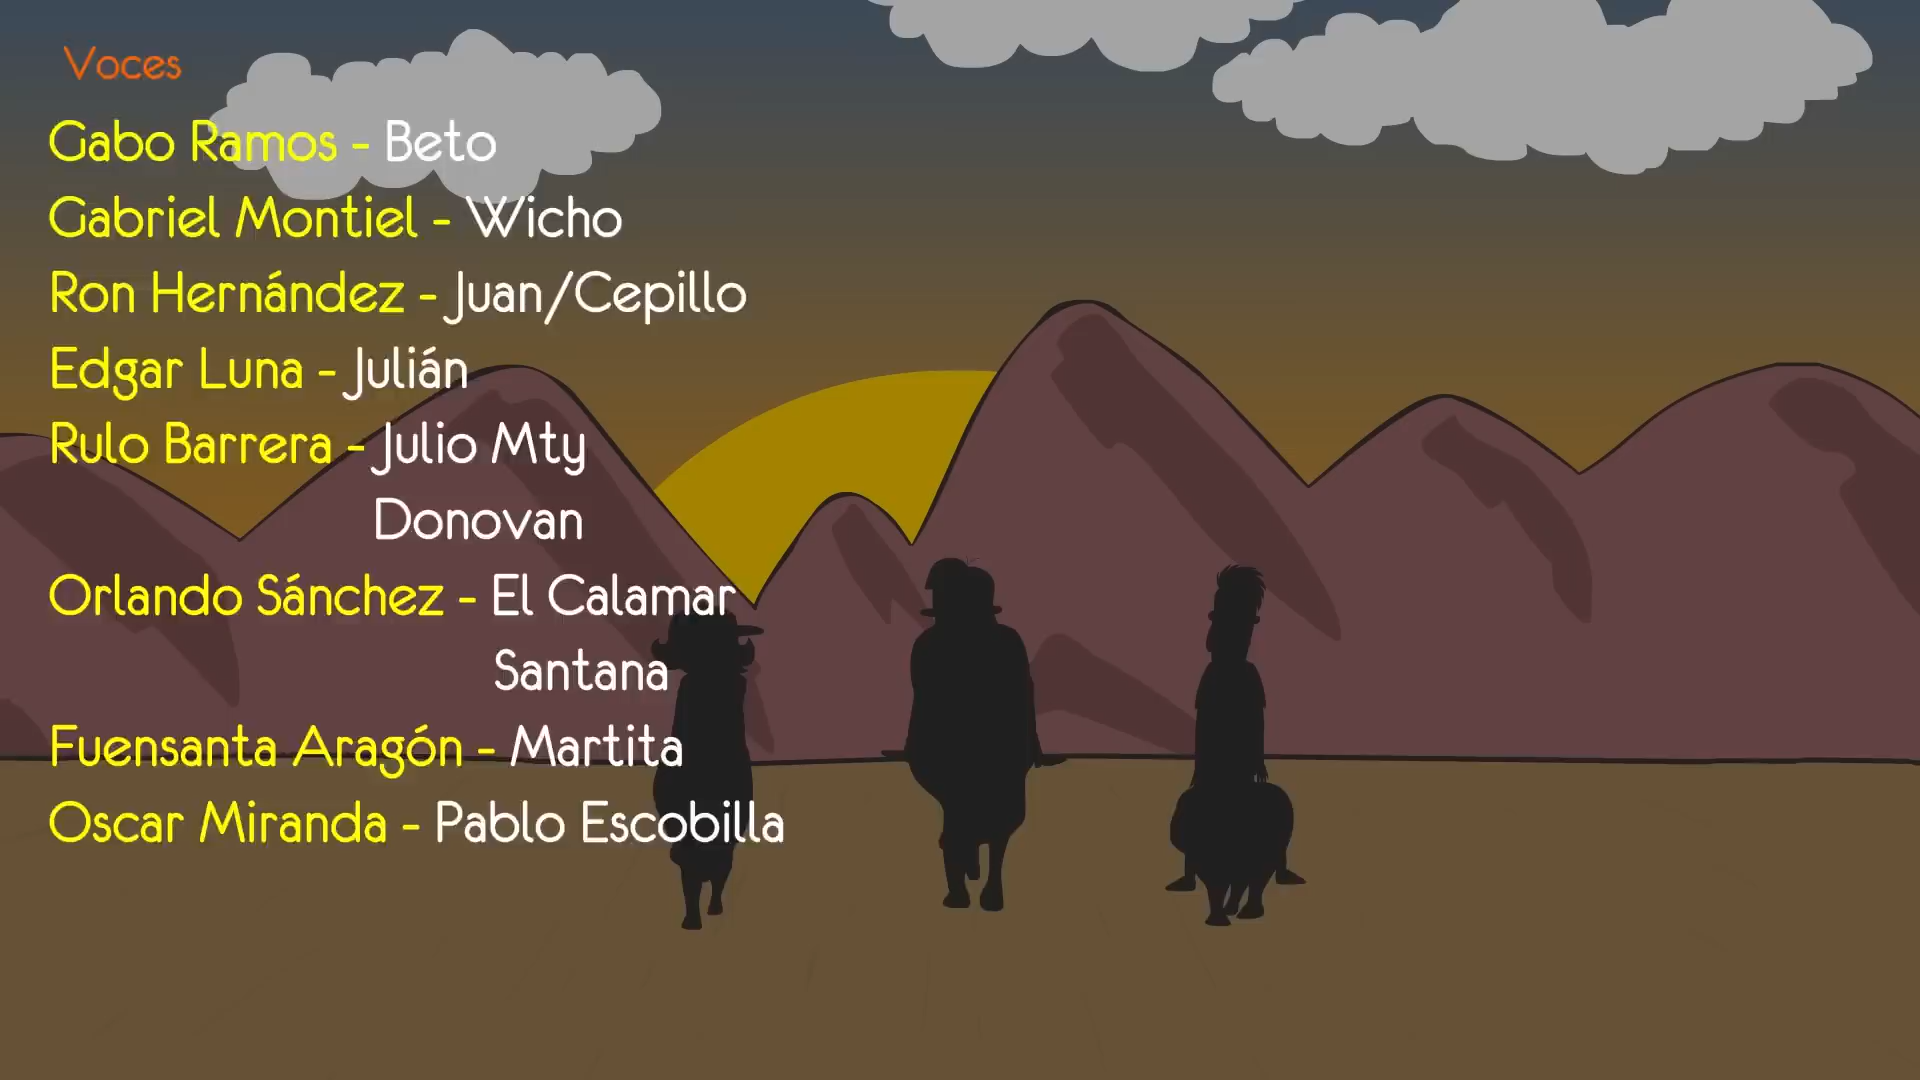 Voces
Gabo Ramos - Beto
Gabriel Montiel - Wicho
Ron Hernández - Juan/Cepillo
Edgar Luna - Julián
Rulo Barrera - Julio Mty
Donovan
Orlando Sánchez - El Calamar
Santana
Fuensanta Aragón - Martita
Oscar Miranda - Pablo Escobilla